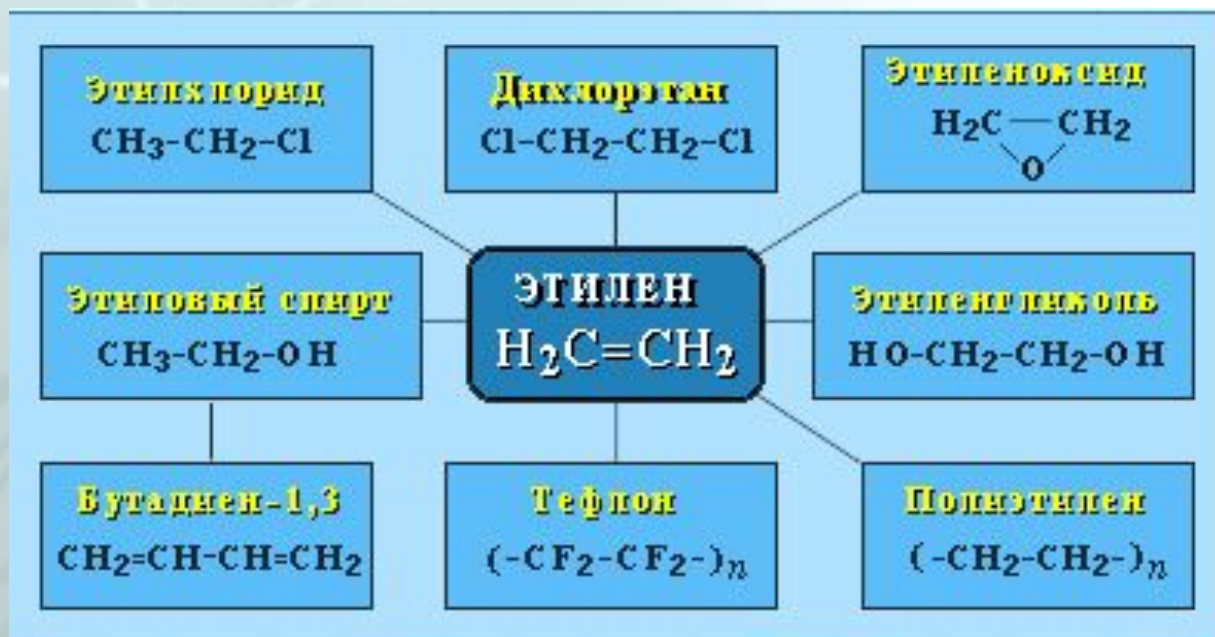 Этилхлорид
CH₃-CH₂-Cl
Дихлорэтан
Cl-CH₂-CH₂-Cl
Этиленоксид
H₂C — CH₂
O
Этиловый спирт
CH₃-CH₂-OH
ЭТИЛЕН
H₂C=CH₂
Этиленгликоль
HO-CH₂-CH₂-OH
Бутадиен-1,3
CH₂=CH-CH=CH₂
Тефлон
(-CF₂-CF₂-)n
Полиэтилен
(-CH₂-CH₂-)n